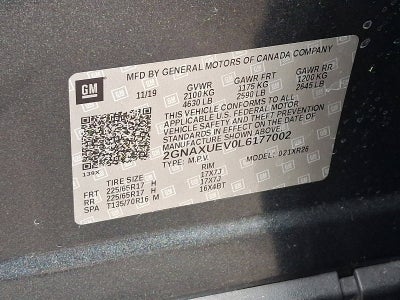 GM
MFD BY GENERAL MOTORS OF CANADA COMPANY
11/19 GVWR GAWR FRT GAWR RR
2100 KG 1175 KG 1200 KG
4630 LB 2590 LB 2645 LB
THIS VEHICLE CONFORMS TO ALL
APPLICABLE U.S. FEDERAL MOTOR
VEHICLE SAFETY AND THEFT PREVENTION
STANDARDS IN EFFECT ON THE DATE OF
MANUFACTURE SHOWN ABOVE.
2GNAXUEV0L6177002
TYPE: M.P.V. MODEL: 021XR26
139X
TIRE SIZE RIM
FRT 225/65R17 H 17X7J
RR 225/65R17 H 17X7J
SPA T135/70R16 M 16X4BT